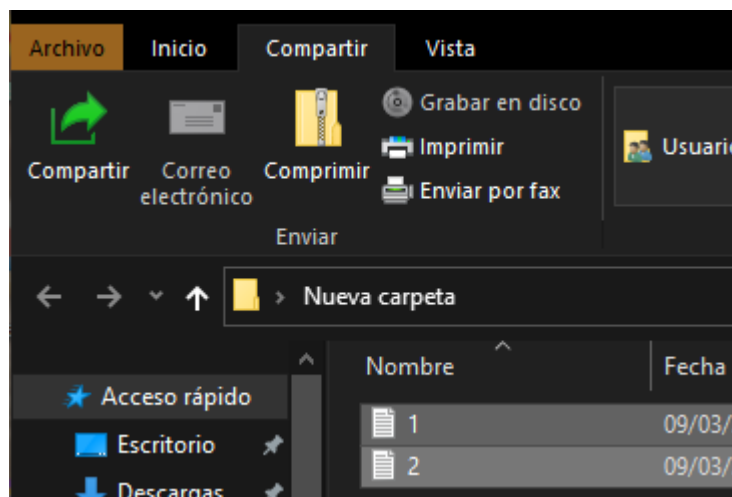 Archivo Inicio Compartir Vista
Compartir
Correo electrónico
Comprimir
Grabar en disco
Imprimir
Enviar por fax
Enviar
Nueva carpeta
Nombre Fecha
Acceso rápido
Escritorio
Descargas
1 09/03/
2 09/03/